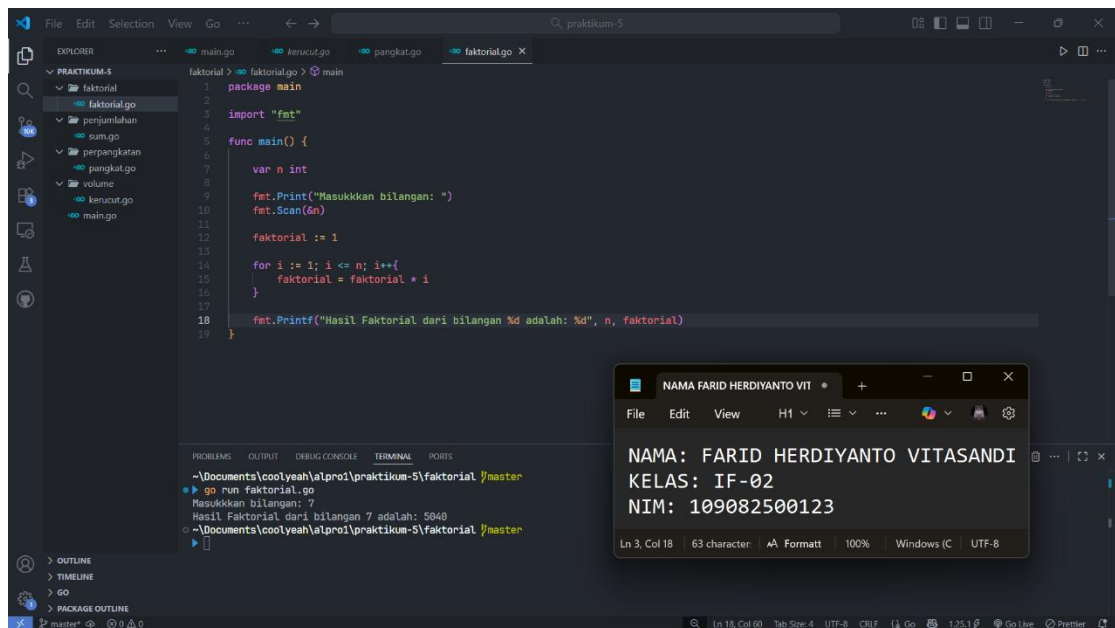 File Edit Selection View Go ··· praktikum-5
EXPLORER ···
PRAKTIKUM-5
faktorial
faktorial.go
penjumlahan
sum.go
perpangkatan
pangkat.go
volume
kerucut.go
main.go
OUTLINE
TIMELINE
GO
PACKAGE OUTLINE
10K
3
1
main.go kerucut.go pangkat.go faktorial.go
faktorial > faktorial.go > main
1 package main
2
3 import "fmt"
4
5 func main() {
6
7 var n int
8
9 fmt.Print("Masukkkan bilangan: ")
10 fmt.Scan(&n)
11
12 faktorial := 1
13
14 for i := 1; i <= n; i++{
15 faktorial = faktorial * i
16 }
17
18 fmt.Printf("Hasil Faktorial dari bilangan %d adalah: %d", n, faktorial)
19 }
PROBLEMS OUTPUT DEBUG CONSOLE TERMINAL PORTS
~\Documents\coolyeah\alpro1\praktikum-5\faktorial master
go run faktorial.go
Masukkkan bilangan: 7
Hasil Faktorial dari bilangan 7 adalah: 5040
~\Documents\coolyeah\alpro1\praktikum-5\faktorial master
NAMA FARID HERDIYANTO VIT
File Edit View H1 ···
NAMA: FARID HERDIYANTO VITASANDI
KELAS: IF-02
NIM: 109082500123
Ln 3, Col 18 63 character Formatt 100% Windows (C UTF-8
master* 0 0 Ln 18, Col 60 Tab Size: 4 UTF-8 CRLF Go 1.25.1 Go Live Prettier